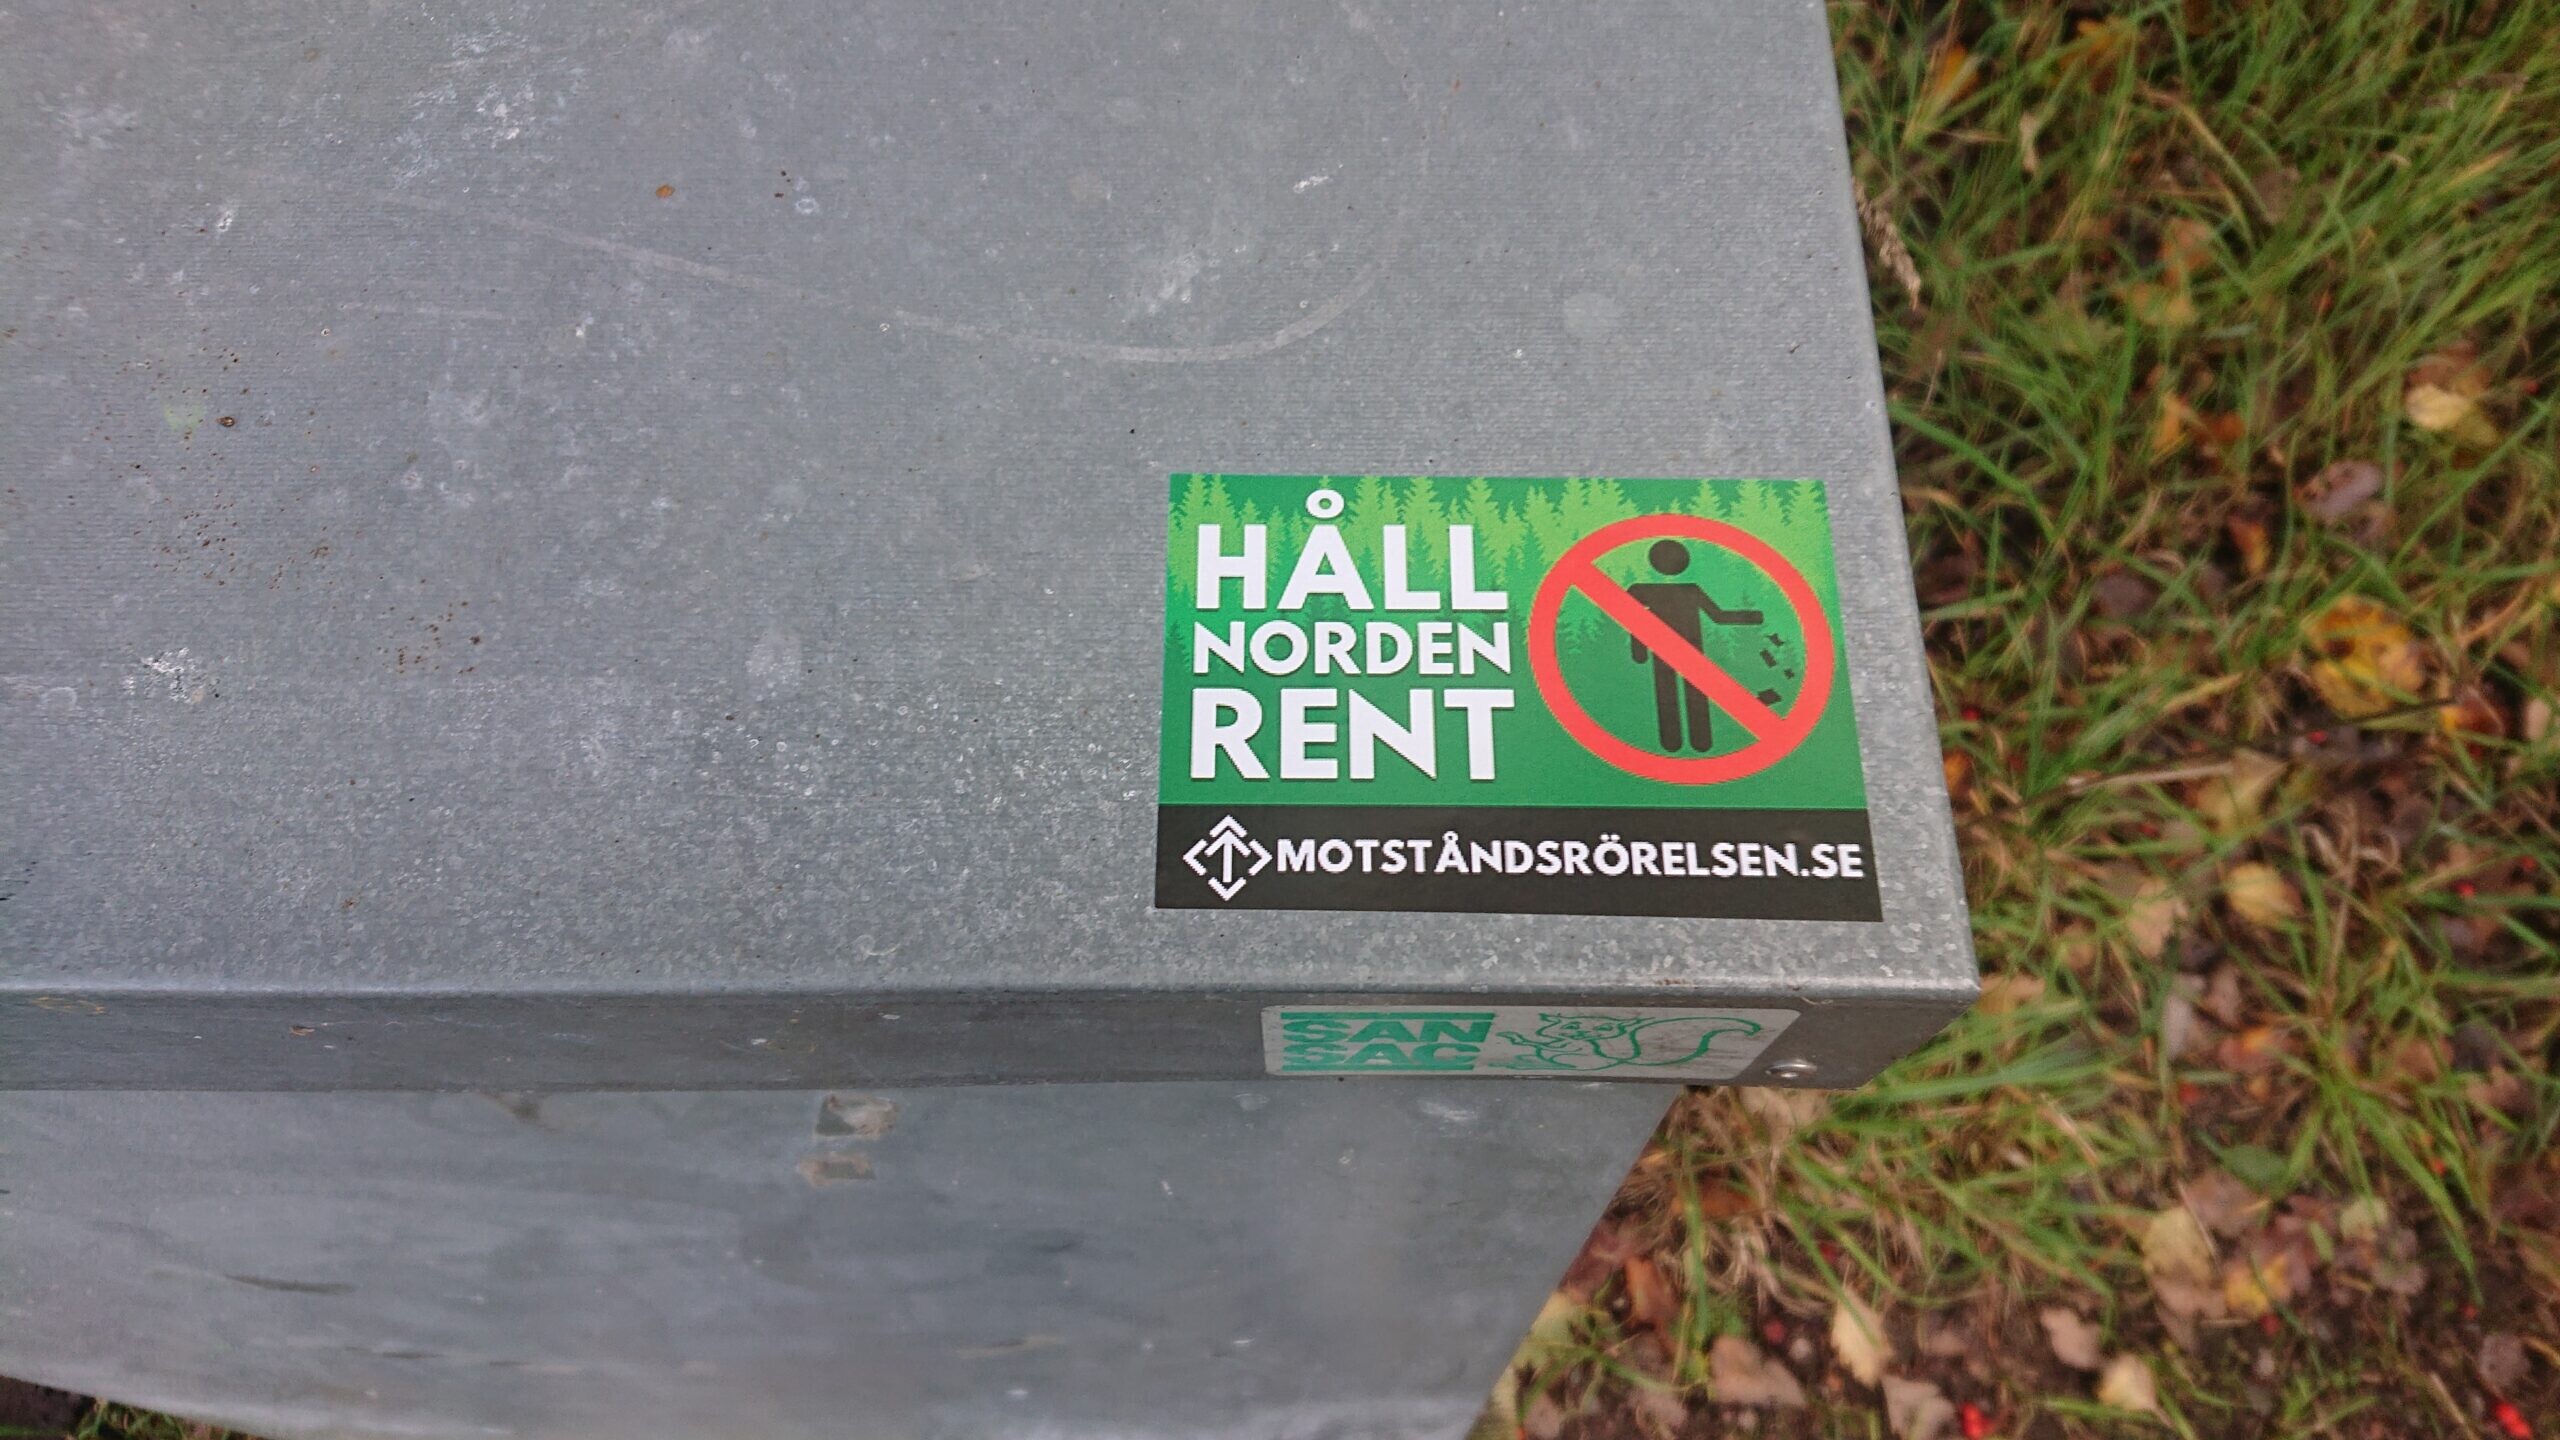 HÅLL
NORDEN
RENT
MOTSTÅNDSRÖRELSEN.SE
SAN
SAC